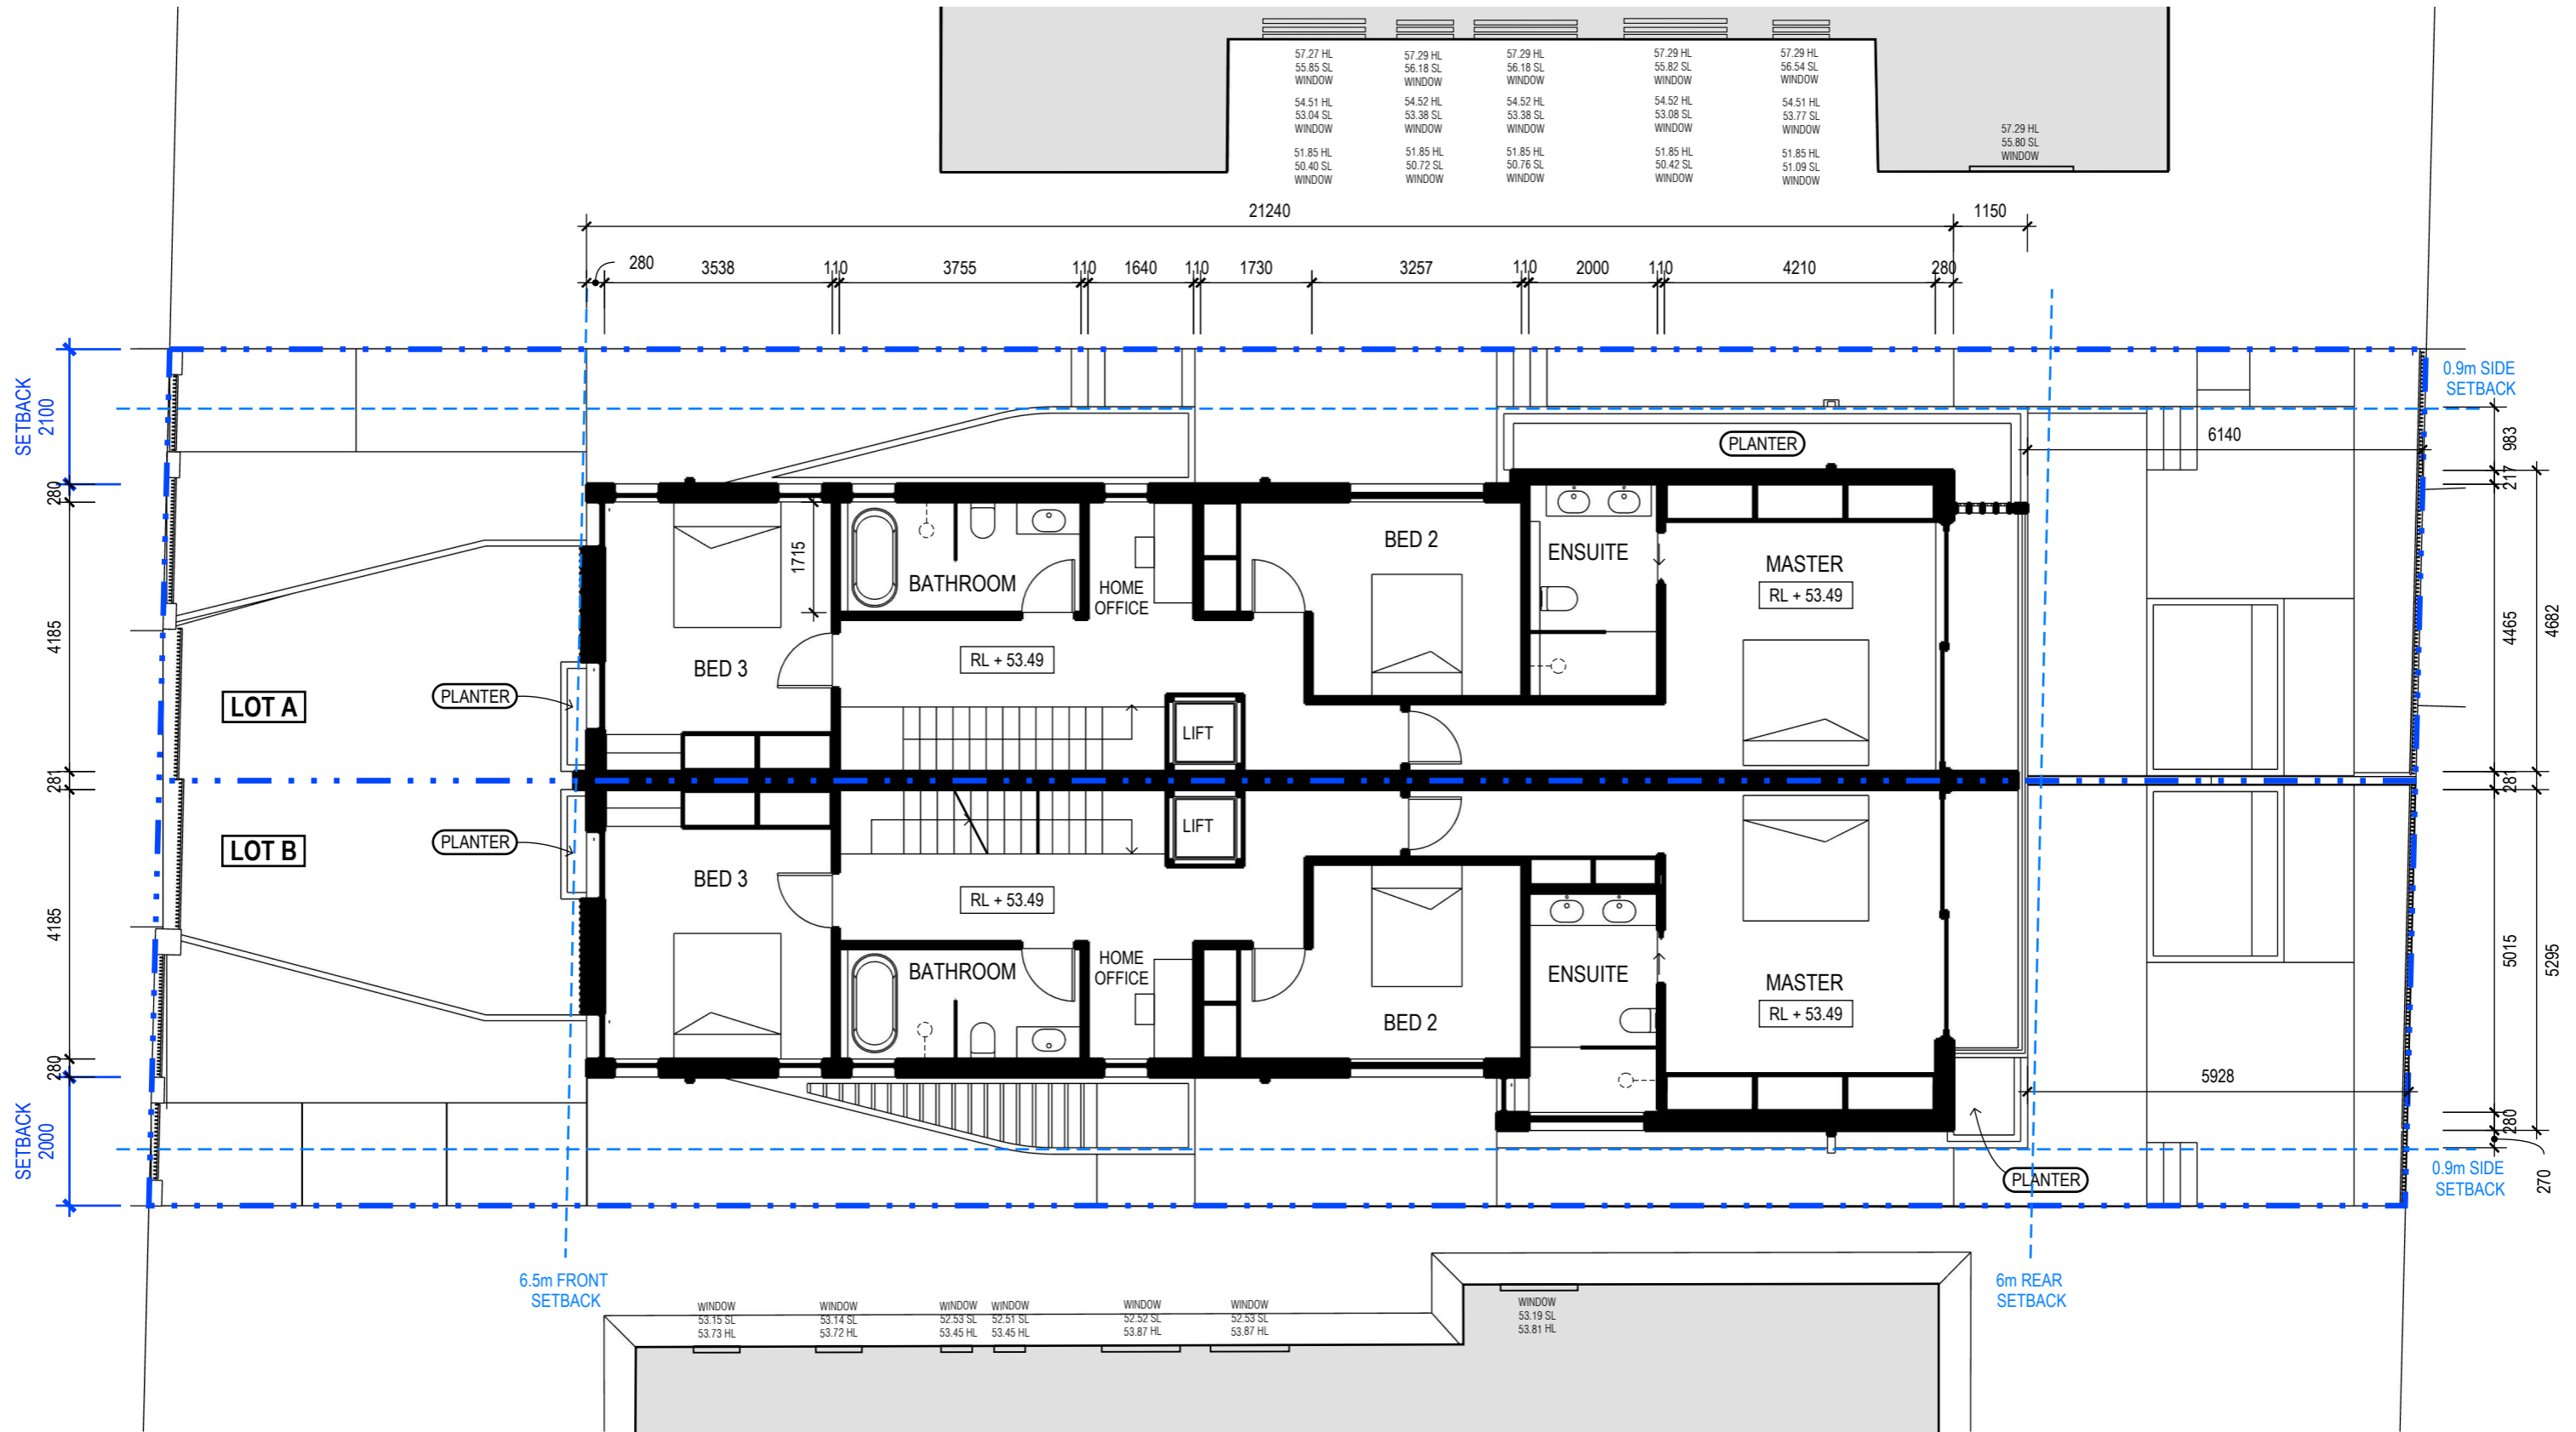 57.27 HL
55.85 SL
WINDOW
57.29 HL
56.18 SL
WINDOW
57.29 HL
56.18 SL
WINDOW
57.29 HL
55.82 SL
WINDOW
57.29 HL
56.54 SL
WINDOW
54.51 HL
53.04 SL
WINDOW
54.52 HL
53.38 SL
WINDOW
54.52 HL
53.38 SL
WINDOW
54.52 HL
53.08 SL
WINDOW
54.51 HL
53.77 SL
WINDOW
51.85 HL
50.40 SL
WINDOW
51.85 HL
50.72 SL
WINDOW
51.85 HL
50.76 SL
WINDOW
51.85 HL
50.42 SL
WINDOW
51.85 HL
51.09 SL
WINDOW
57.29 HL
55.80 SL
WINDOW
21240
1150
280
3538
110
3755
110
1640
110
1730
3257
110
2000
110
4210
280
SETBACK
2100
280
4185
281
4185
280
SETBACK
2000
0.9m SIDE
SETBACK
983
217
4465
4682
281
5015
5295
280
270
0.9m SIDE
SETBACK
6140
PLANTER
1715
BATHROOM
HOME
OFFICE
BED 2
ENSUITE
MASTER
RL + 53.49
BED 3
RL + 53.49
LOT A
PLANTER
LIFT
LOT B
PLANTER
LIFT
BED 3
RL + 53.49
BATHROOM
HOME
OFFICE
BED 2
ENSUITE
MASTER
RL + 53.49
5928
PLANTER
6.5m FRONT
SETBACK
6m REAR
SETBACK
WINDOW
53.15 SL
53.73 HL
WINDOW
53.14 SL
53.72 HL
WINDOW
52.53 SL
53.45 HL
WINDOW
52.51 SL
53.45 HL
WINDOW
52.52 SL
53.87 HL
WINDOW
52.53 SL
53.87 HL
WINDOW
53.19 SL
53.81 HL